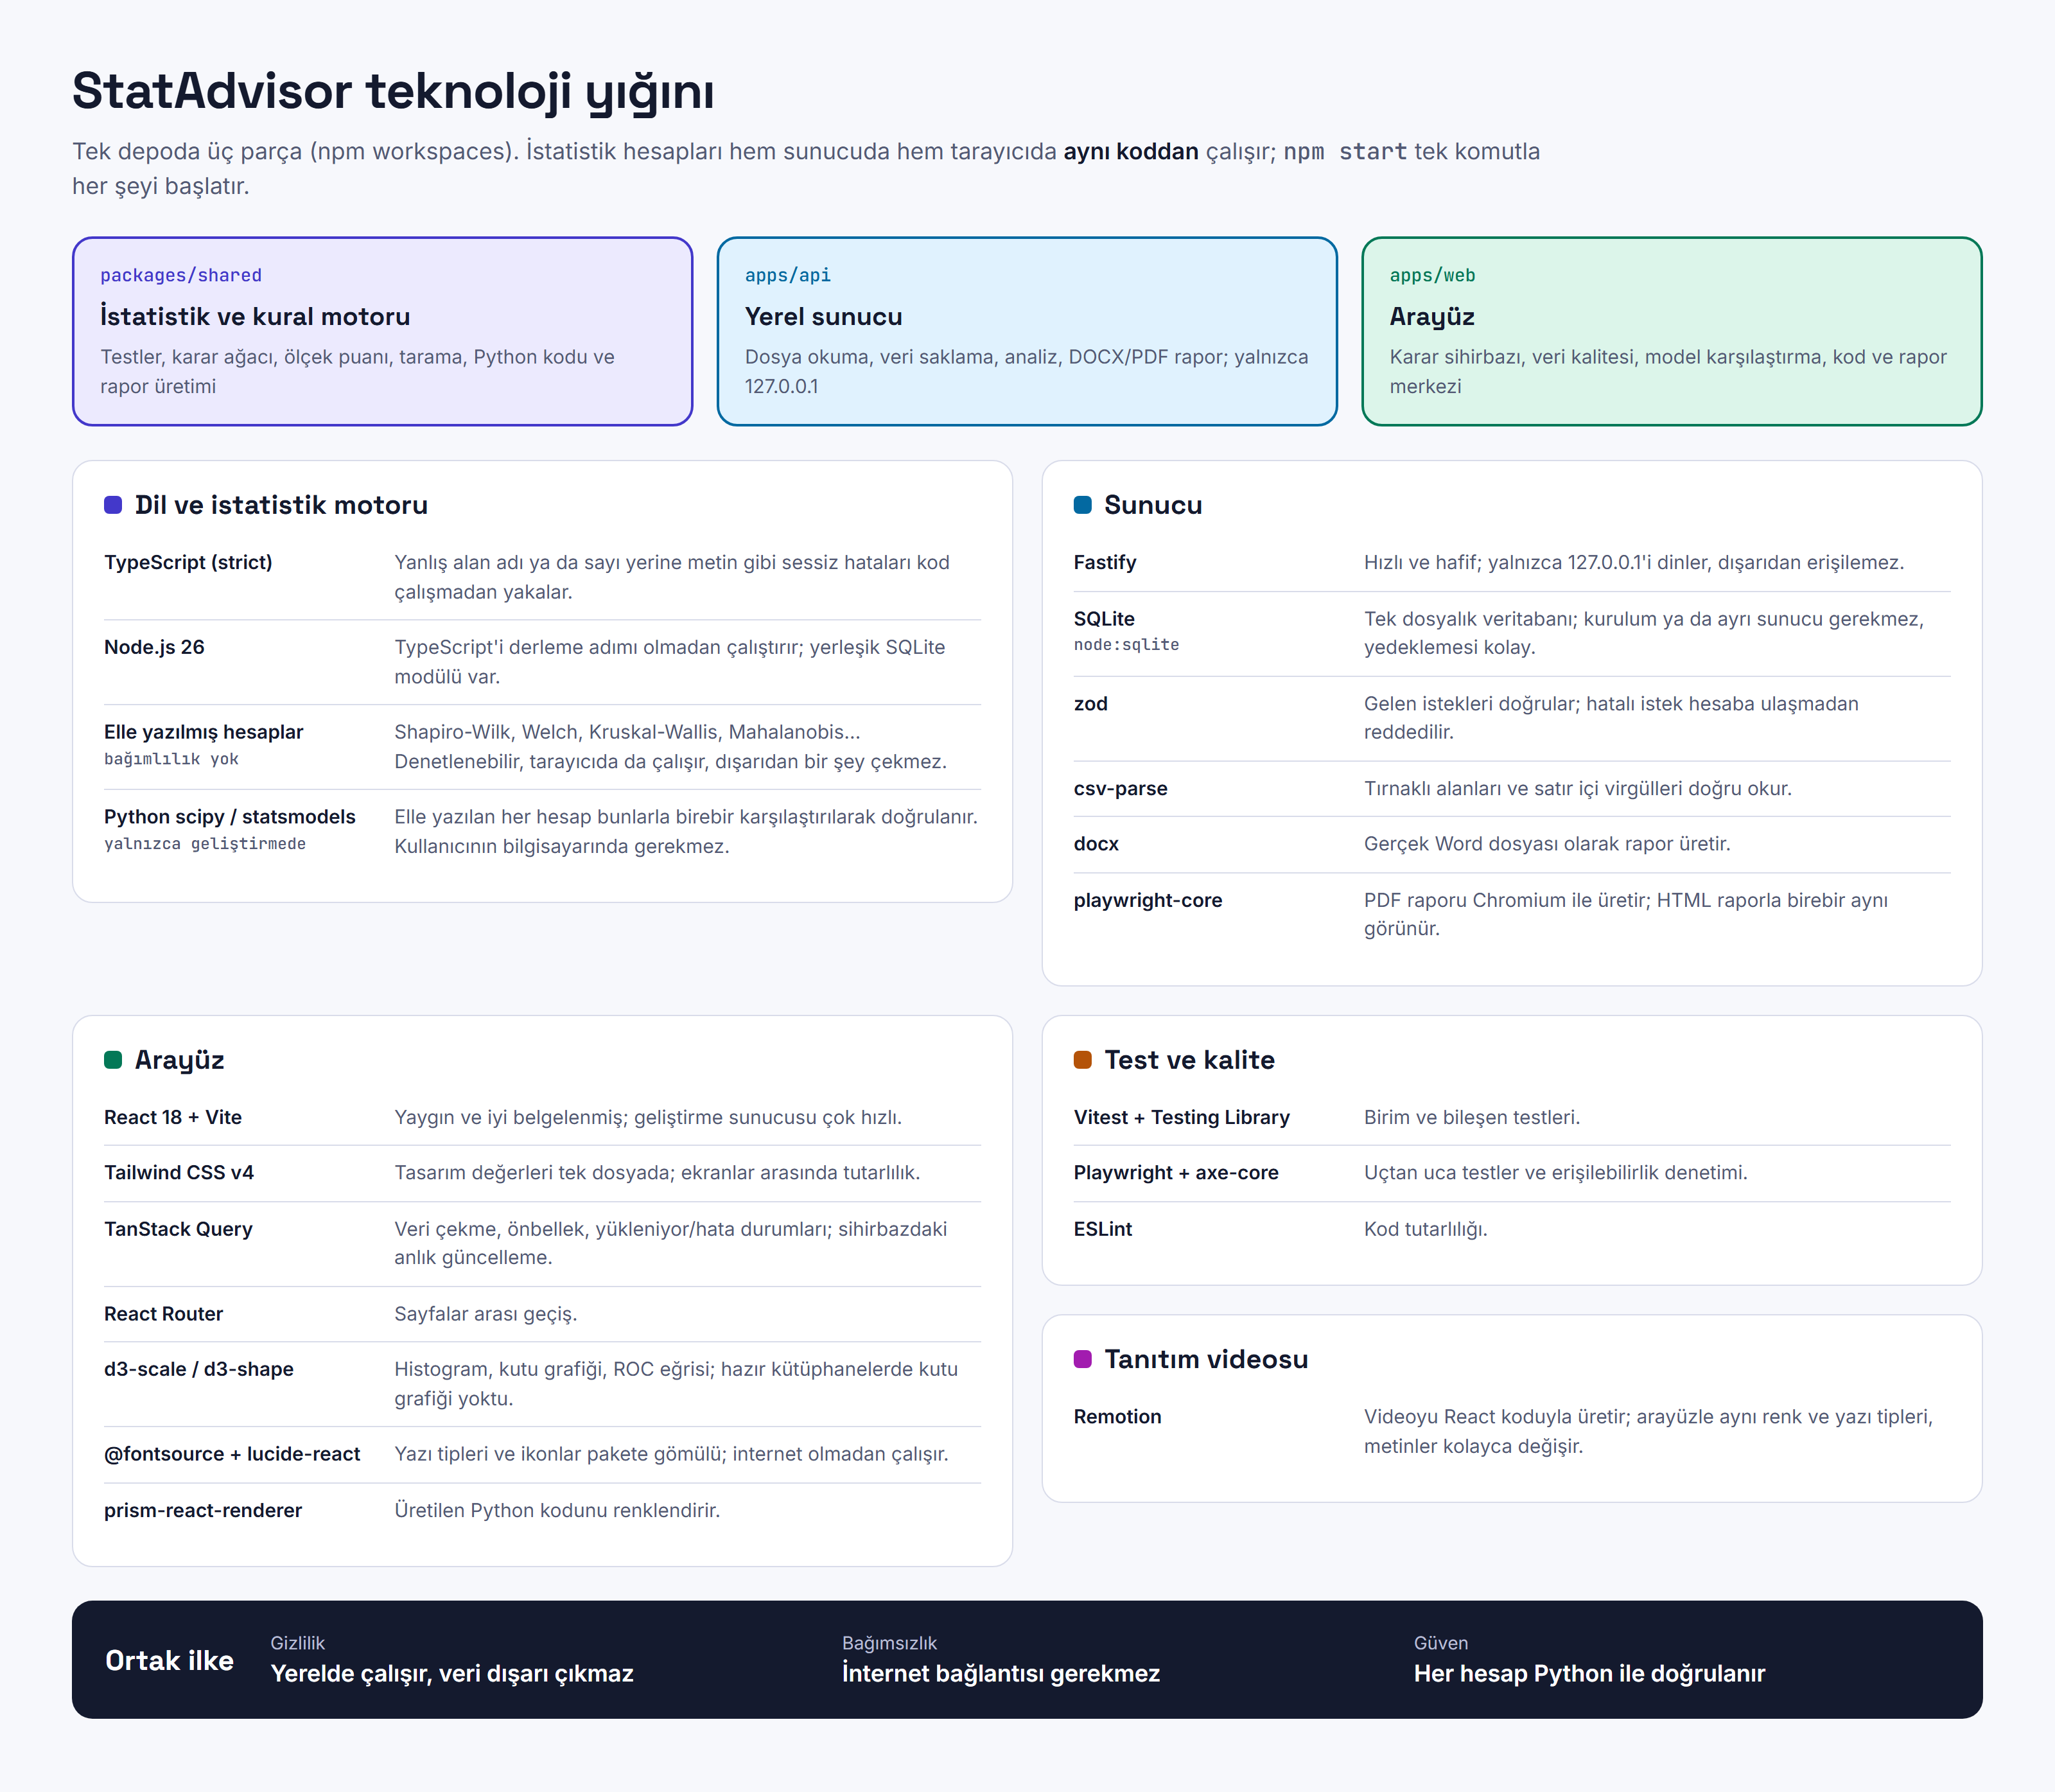 StatAdvisor teknoloji yığını
Tek depoda üç parça (npm workspaces). İstatistik hesapları hem sunucuda hem tarayıcıda aynı koddan çalışır; npm start tek komutla
her şeyi başlatır.
packages/shared
İstatistik ve kural motoru
Testler, karar ağacı, ölçek puanı, tarama, Python kodu ve
rapor üretimi
apps/api
Yerel sunucu
Dosya okuma, veri saklama, analiz, DOCX/PDF rapor; yalnızca
127.0.0.1
apps/web
Arayüz
Karar sihirbazı, veri kalitesi, model karşılaştırma, kod ve rapor
merkezi
Dil ve istatistik motoru
TypeScript (strict)
Yanlış alan adı ya da sayı yerine metin gibi sessiz hataları kod
çalışmadan yakalar.
Node.js 26
TypeScript'i derleme adımı olmadan çalıştırır; yerleşik SQLite
modülü var.
Elle yazılmış hesaplar
bağımlılık yok
Shapiro-Wilk, Welch, Kruskal-Wallis, Mahalanobis...
Denetlenebilir, tarayıcıda da çalışır, dışarıdan bir şey çekmez.
Python scipy / statsmodels
yalnızca geliştirmede
Elle yazılan her hesap bunlarla birebir karşılaştırılarak doğrulanır.
Kullanıcının bilgisayarında gerekmez.
Sunucu
Fastify
Hızlı ve hafif; yalnızca 127.0.0.1'i dinler, dışarıdan erişilemez.
SQLite
node:sqlite
Tek dosyalık veritabanı; kurulum ya da ayrı sunucu gerekmez,
yedeklemesi kolay.
zod
Gelen istekleri doğrular; hatalı istek hesaba ulaşmadan
reddedilir.
csv-parse
Tırnaklı alanları ve satır içi virgülleri doğru okur.
docx
Gerçek Word dosyası olarak rapor üretir.
playwright-core
PDF raporu Chromium ile üretir; HTML raporla birebir aynı
görünür.
Arayüz
React 18 + Vite
Yaygın ve iyi belgelenmiş; geliştirme sunucusu çok hızlı.
Tailwind CSS v4
Tasarım değerleri tek dosyada; ekranlar arasında tutarlılık.
TanStack Query
Veri çekme, önbellek, yükleniyor/hata durumları; sihirbazdaki
anlık güncelleme.
React Router
Sayfalar arası geçiş.
d3-scale / d3-shape
Histogram, kutu grafiği, ROC eğrisi; hazır kütüphanelerde kutu
grafiği yoktu.
@fontsource + lucide-react
Yazı tipleri ve ikonlar pakete gömülü; internet olmadan çalışır.
prism-react-renderer
Üretilen Python kodunu renklendirir.
Test ve kalite
Vitest + Testing Library
Birim ve bileşen testleri.
Playwright + axe-core
Uçtan uca testler ve erişilebilirlik denetimi.
ESLint
Kod tutarlılığı.
Tanıtım videosu
Remotion
Videoyu React koduyla üretir; arayüzle aynı renk ve yazı tipleri,
metinler kolayca değişir.
Ortak ilke
Gizlilik
Yerelde çalışır, veri dışarı çıkmaz
Bağımsızlık
İnternet bağlantısı gerekmez
Güven
Her hesap Python ile doğrulanır